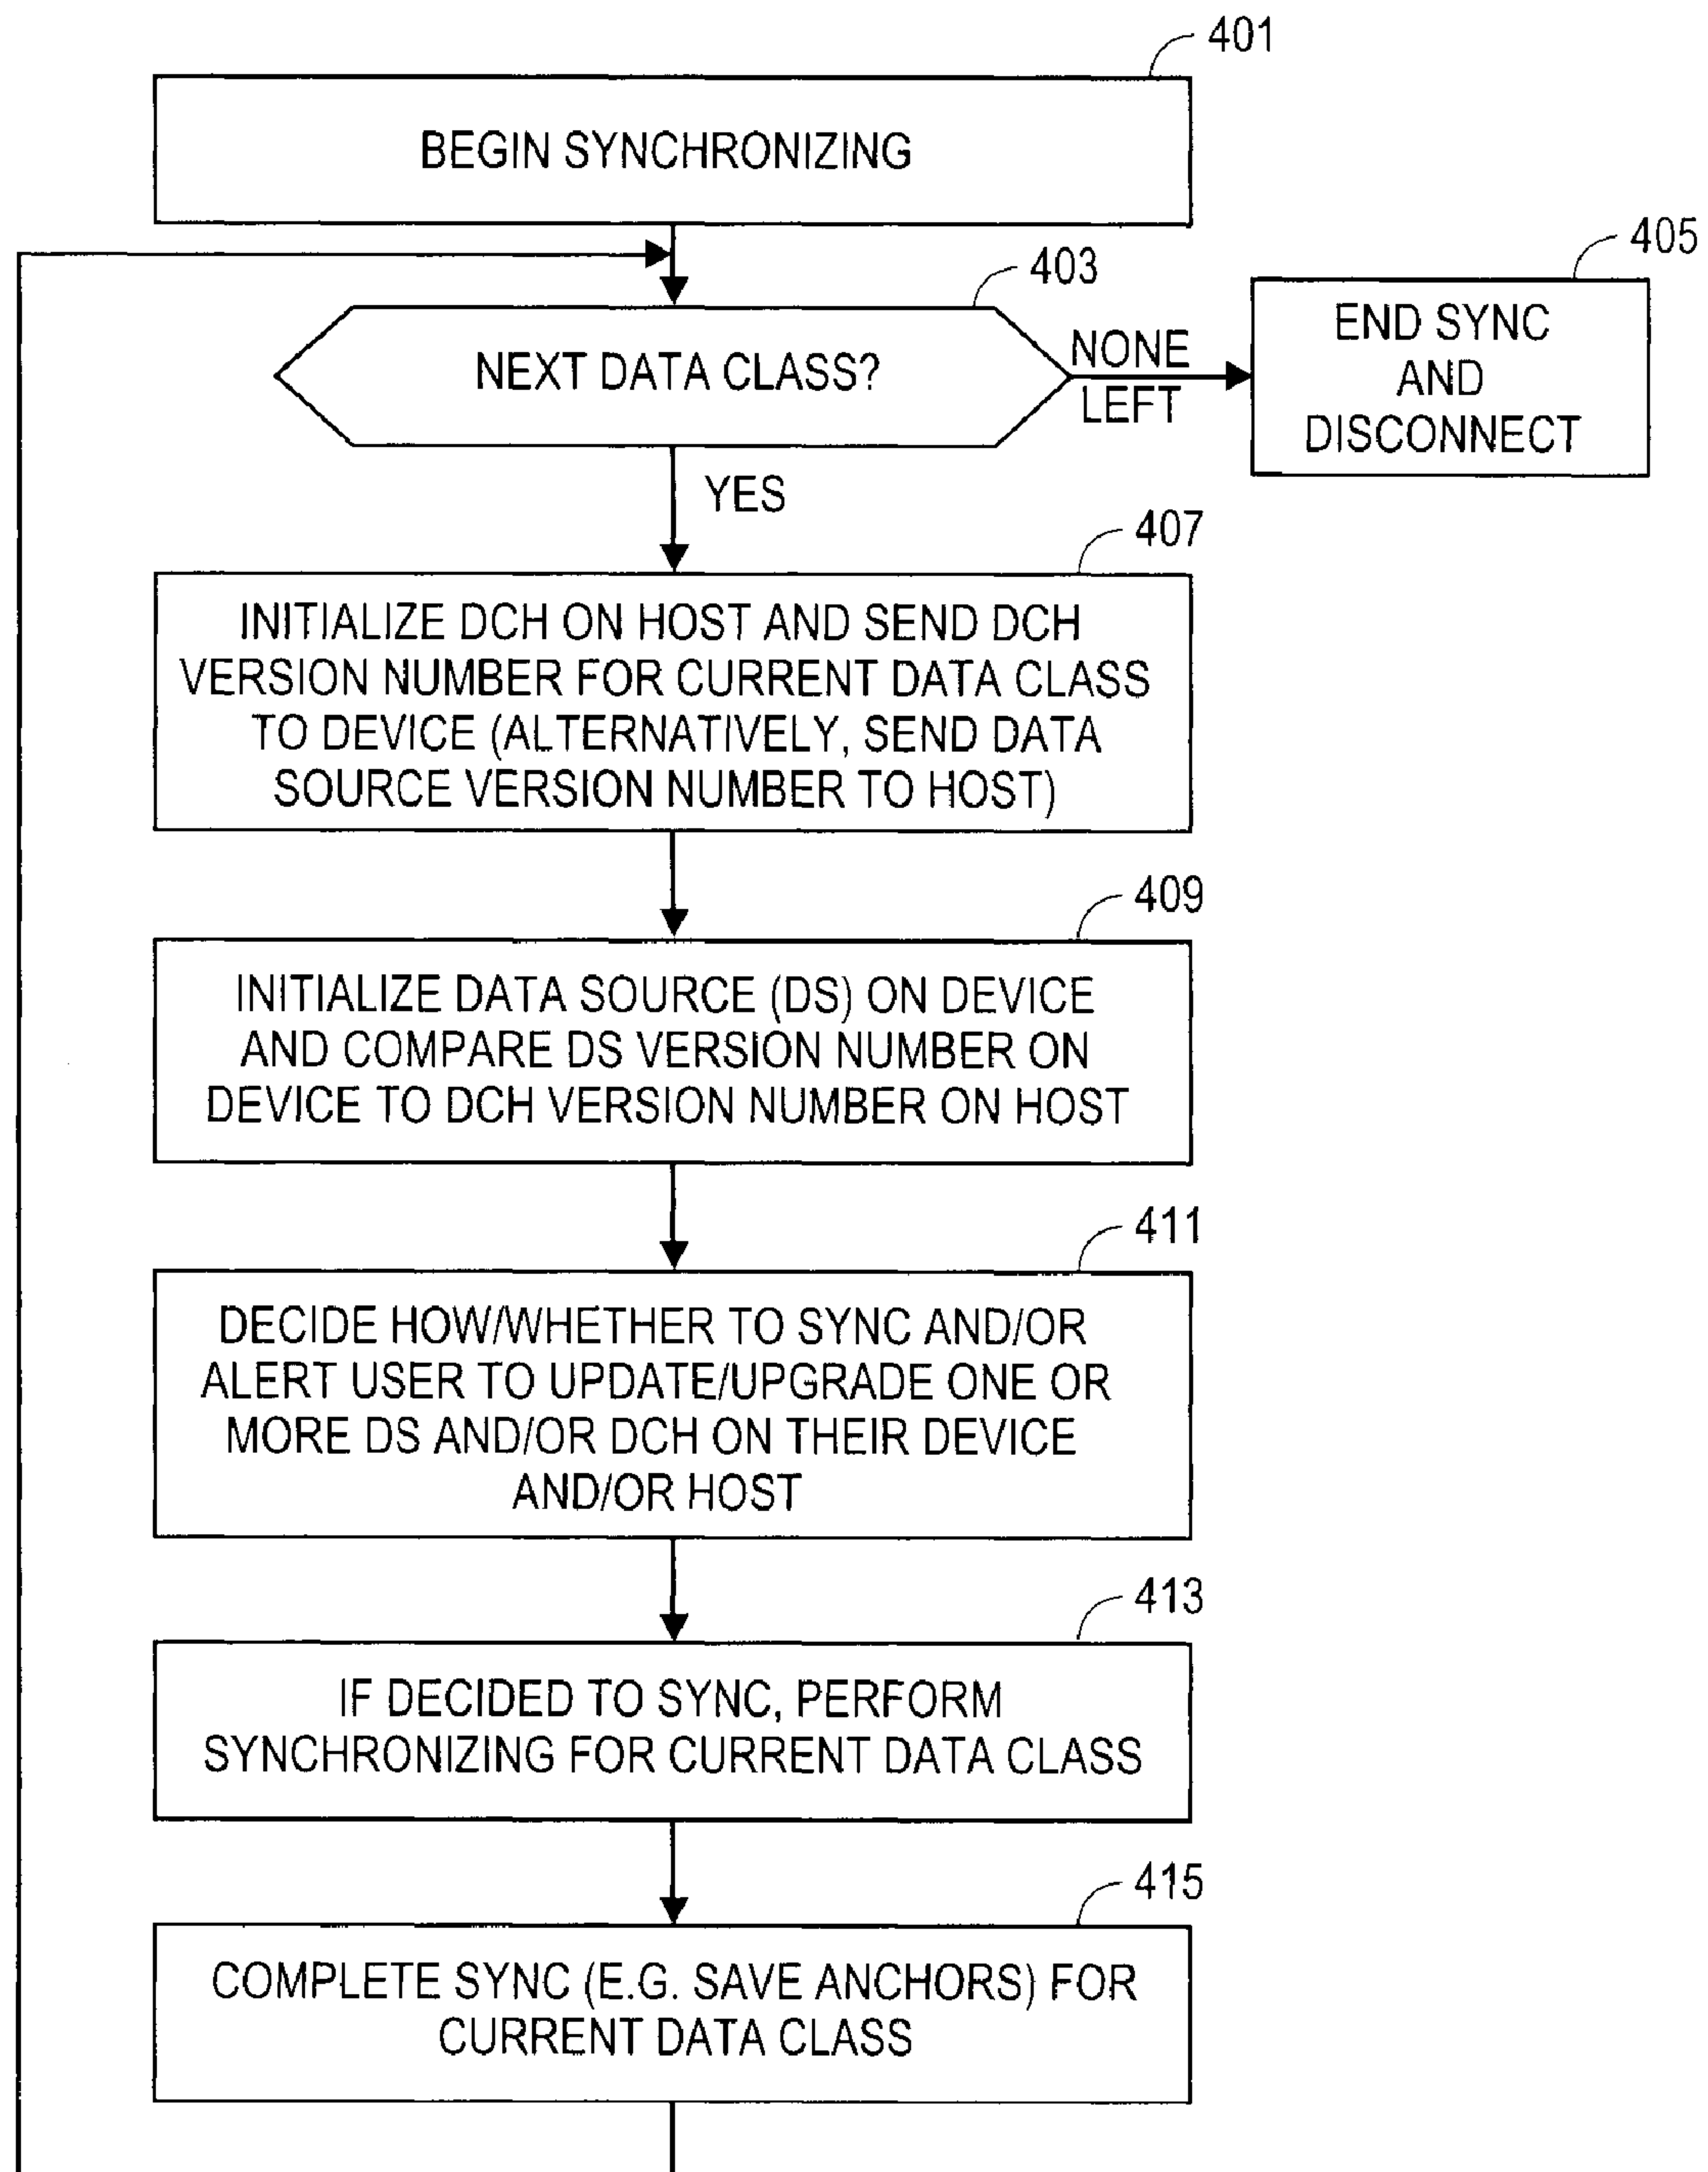 401
BEGIN SYNCHRONIZING
403
NEXT DATA CLASS?
NONE
LEFT
405
END SYNC
AND
DISCONNECT
YES
407
INITIALIZE DCH ON HOST AND SEND DCH
VERSION NUMBER FOR CURRENT DATA CLASS
TO DEVICE (ALTERNATIVELY, SEND DATA
SOURCE VERSION NUMBER TO HOST)
409
INITIALIZE DATA SOURCE (DS) ON DEVICE
AND COMPARE DS VERSION NUMBER ON
DEVICE TO DCH VERSION NUMBER ON HOST
411
DECIDE HOW/WHETHER TO SYNC AND/OR
ALERT USER TO UPDATE/UPGRADE ONE OR
MORE DS AND/OR DCH ON THEIR DEVICE
AND/OR HOST
413
IF DECIDED TO SYNC, PERFORM
SYNCHRONIZING FOR CURRENT DATA CLASS
415
COMPLETE SYNC (E.G. SAVE ANCHORS) FOR
CURRENT DATA CLASS